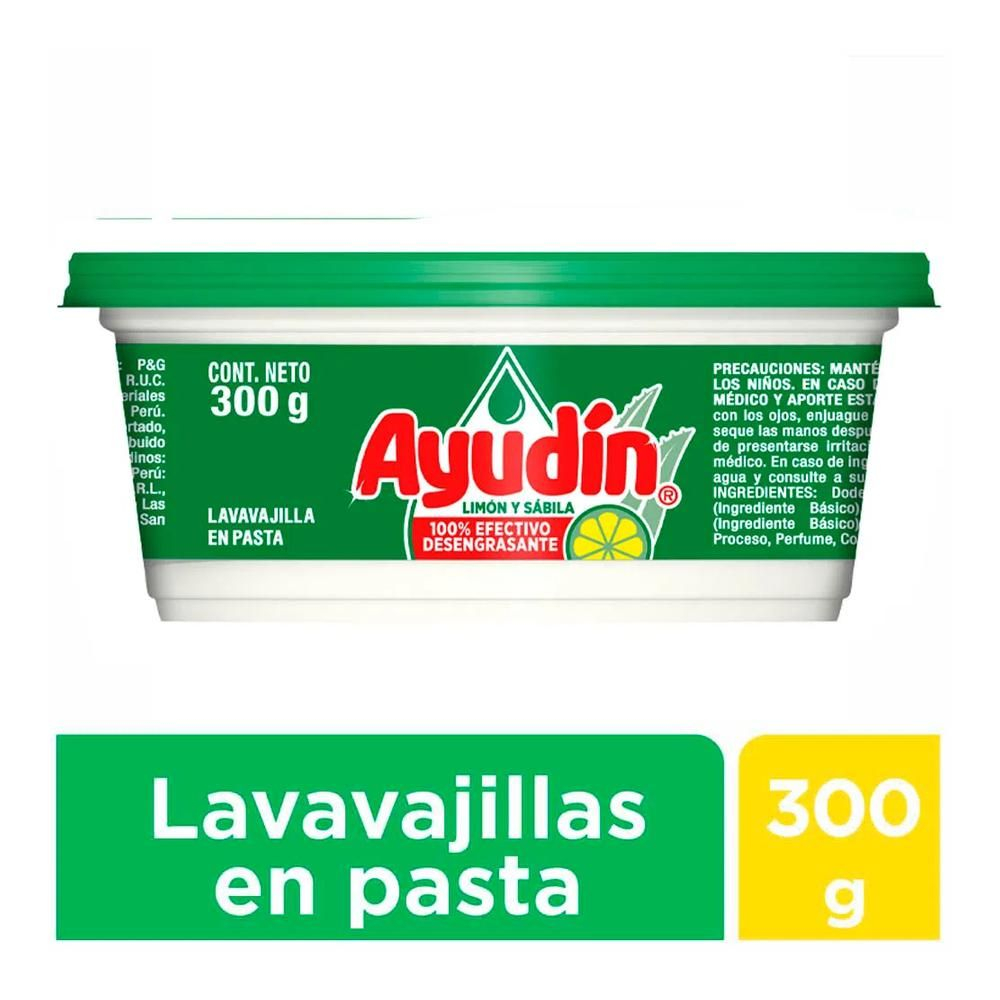 : P&G
R.U.C.
eriales
Perú.
rtado,
buido
dinos:
Perú:
R.L.,
Las
San
CONT. NETO
300 g
LAVAVAJILLA
EN PASTA
Ayudín®
LIMÓN Y SÁBILA
100% EFECTIVO
DESENGRASANTE
PRECAUCIONES: MANTÉ
LOS NIÑOS. EN CASO D
MÉDICO Y APORTE EST
con los ojos, enjuague
seque las manos despu
de presentarse irritac
médico. En caso de ing
agua y consulte a su
INGREDIENTES: Dode
(Ingrediente Básico)
(Ingrediente Básico)
Proceso, Perfume, Co
Lavavajillas
en pasta
300
g